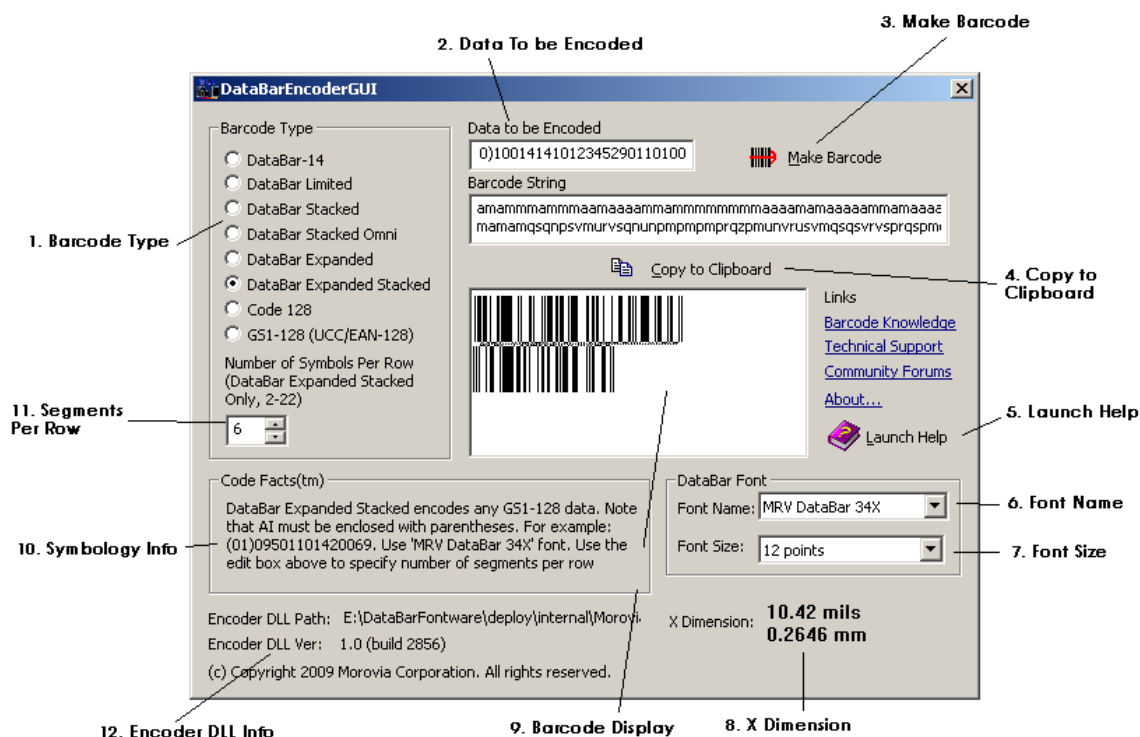 3. Make Barcode
2. Data To be Encoded
DataBarEncoderGUI
Barcode Type
DataBar-14
DataBar Limited
DataBar Stacked
DataBar Stacked Omni
DataBar Expanded
DataBar Expanded Stacked
Code 128
GS1-128 (UCC/EAN-128)
Number of Symbols Per Row
(DataBar Expanded Stacked
Only, 2-22)
6
1. Barcode Type
11. Segments
Per Row
Data to be Encoded
0)10014141012345290110100
Make Barcode
Barcode String
Copy to Clipboard
4. Copy to
Clipboard
Links
Barcode Knowledge
Technical Support
Community Forums
About...
Launch Help
5. Launch Help
Code Facts(tm)
DataBar Expanded Stacked encodes any GS1-128 data. Note
that AI must be enclosed with parentheses. For example:
(01)09501101420069. Use 'MRV DataBar 34X' font. Use the
edit box above to specify number of segments per row
10. Symbology Info
DataBar Font
Font Name: MRV DataBar 34X
Font Size: 12 points
6. Font Name
7. Font Size
Encoder DLL Path: E:\DataBarFontware\deploy\internal\Morovia
Encoder DLL Ver: 1.0 (build 2856)
(c) Copyright 2009 Morovia Corporation. All rights reserved.
X Dimension: 10.42 mils
0.2646 mm
12. Encoder DLL Info
9. Barcode Display
8. X Dimension